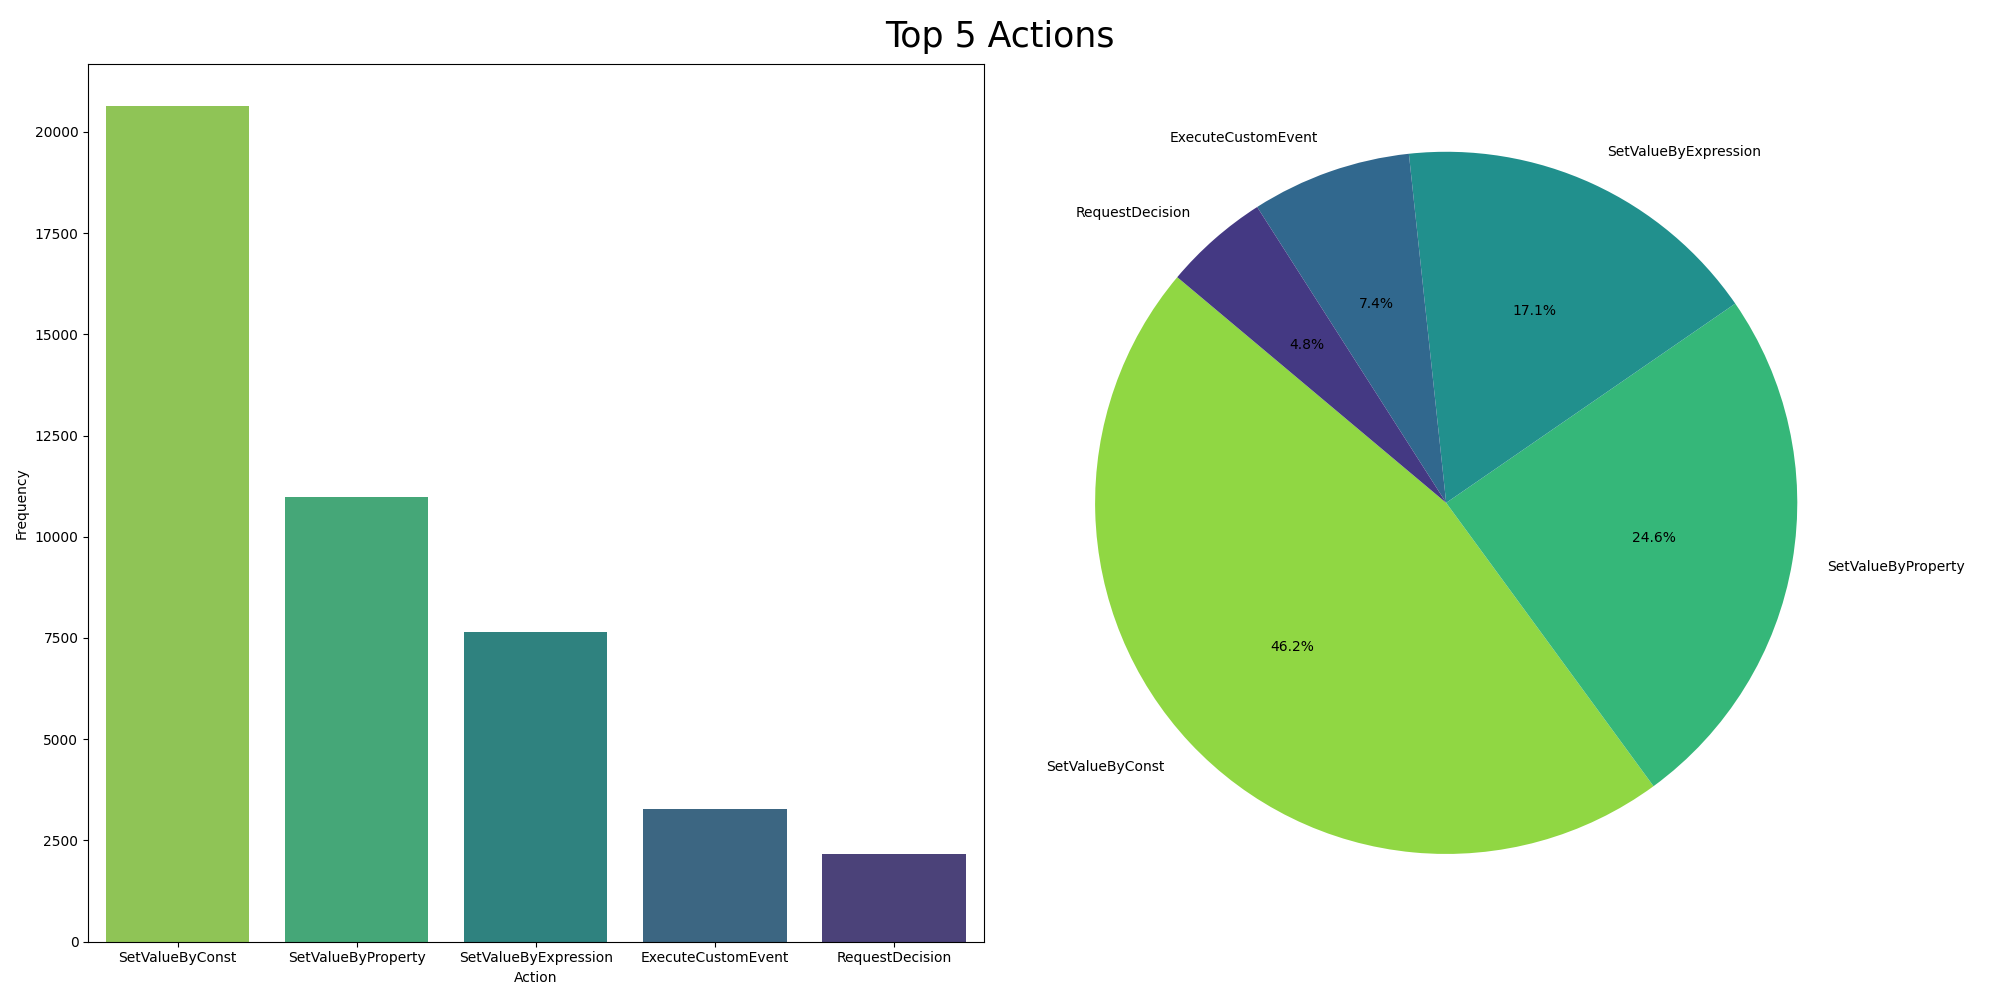 Top 5 Actions
Frequency
20000
17500
15000
12500
10000
7500
5000
2500
0
SetValueByConst
SetValueByProperty
SetValueByExpression
ExecuteCustomEvent
RequestDecision
Action
ExecuteCustomEvent
SetValueByExpression
RequestDecision
7.4%
17.1%
4.8%
24.6%
SetValueByProperty
46.2%
SetValueByConst